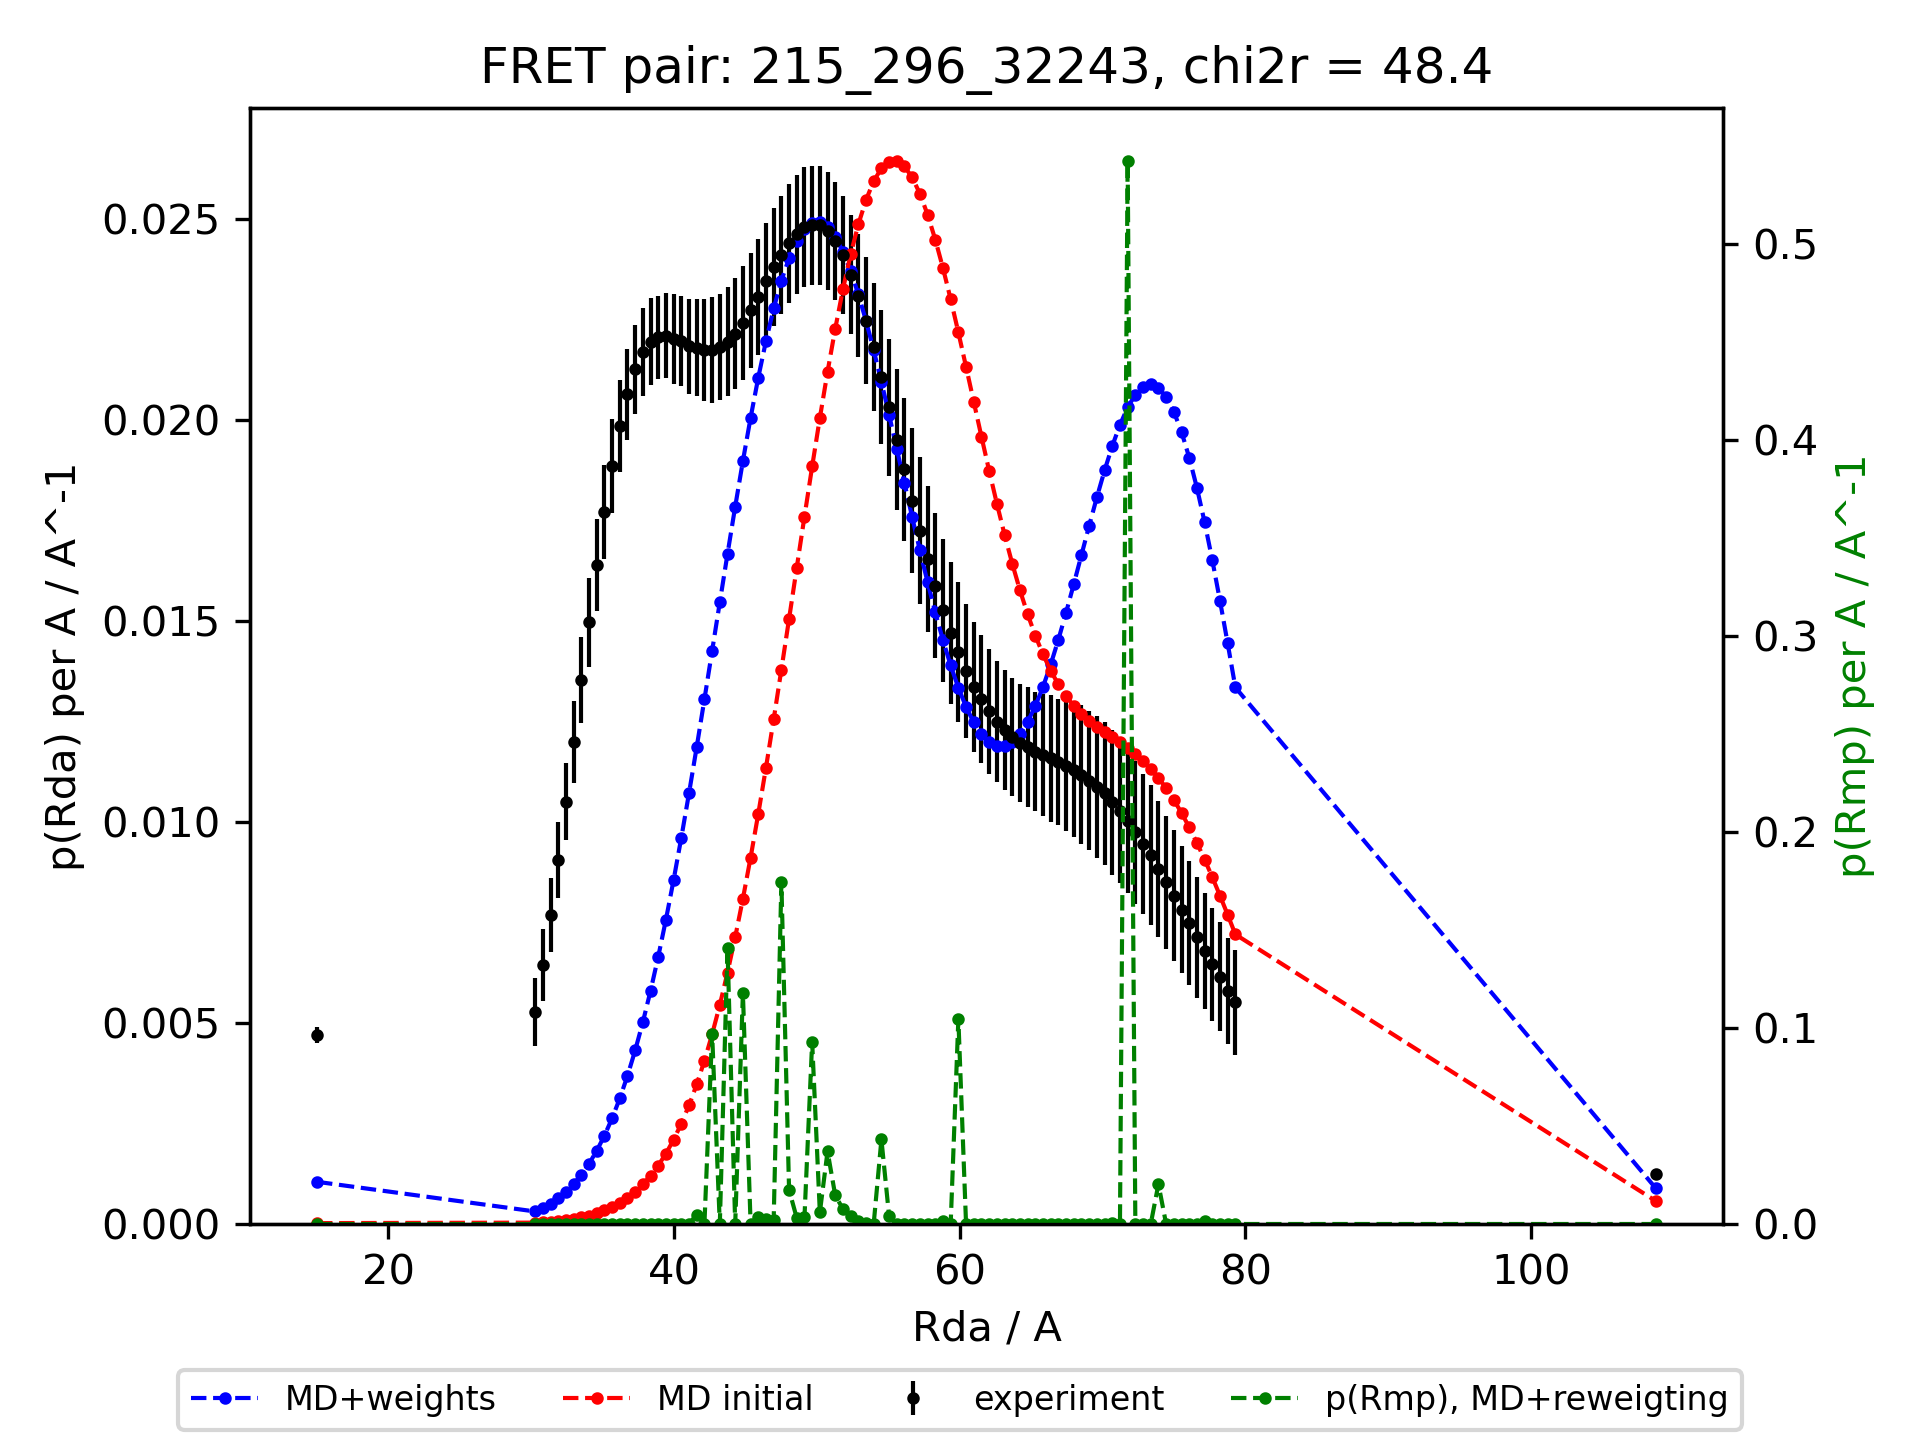 FRET pair: 215_296_32243, chi2r = 48.4
0.025
0.020
0.015
0.010
0.005
0.000
p(Rda) per A / A^-1
0.5
0.4
0.3
0.2
0.1
0.0
p(Rmp) per A / A^-1
20 40 60 80 100
Rda / A
MD+weights MD initial experiment p(Rmp), MD+reweigting